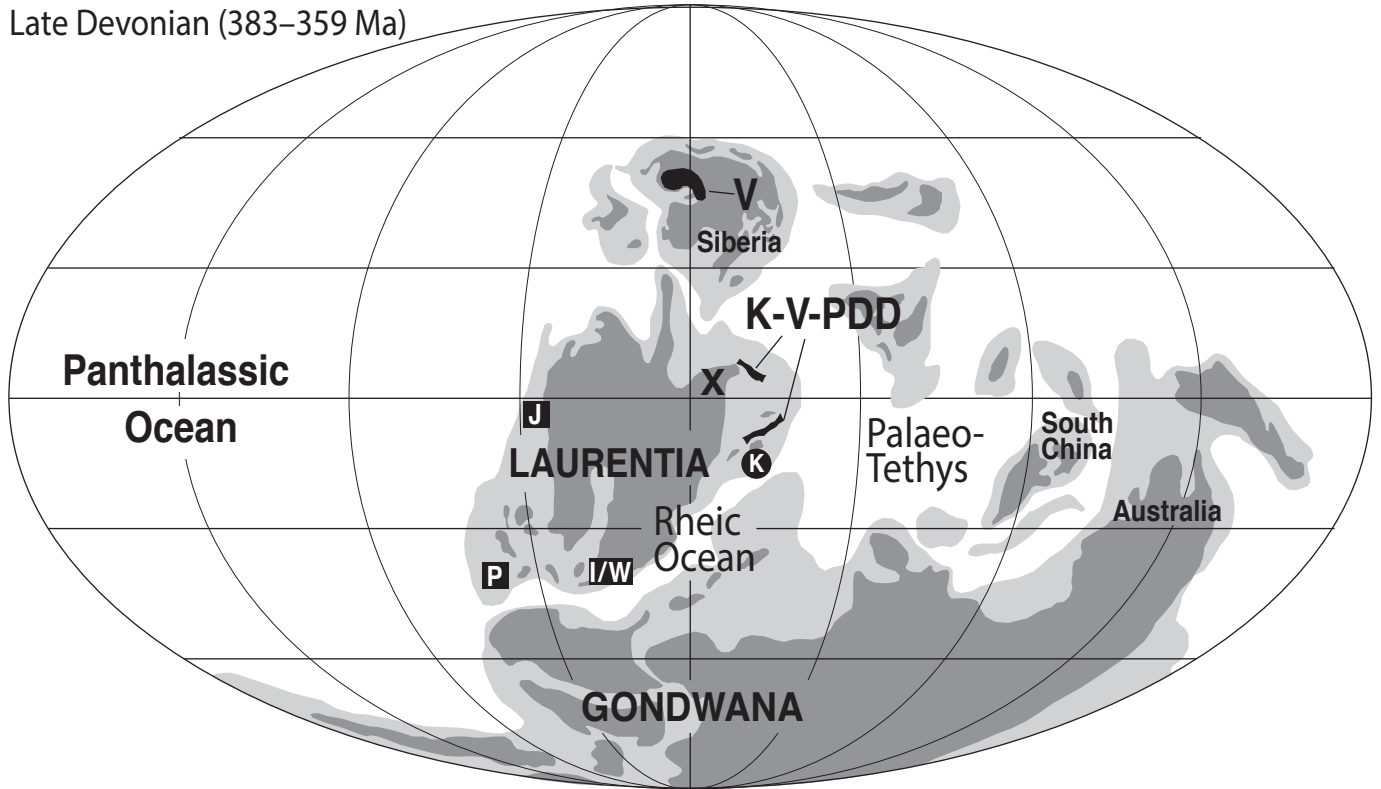 Late Devonian (383–359 Ma)
V
Siberia
K-V-PDD
Panthalassic
Ocean
X
J
LAURENTIA
K
Palaeo-
Tethys
South
China
Australia
Rheic
Ocean
P
I/W
GONDWANA